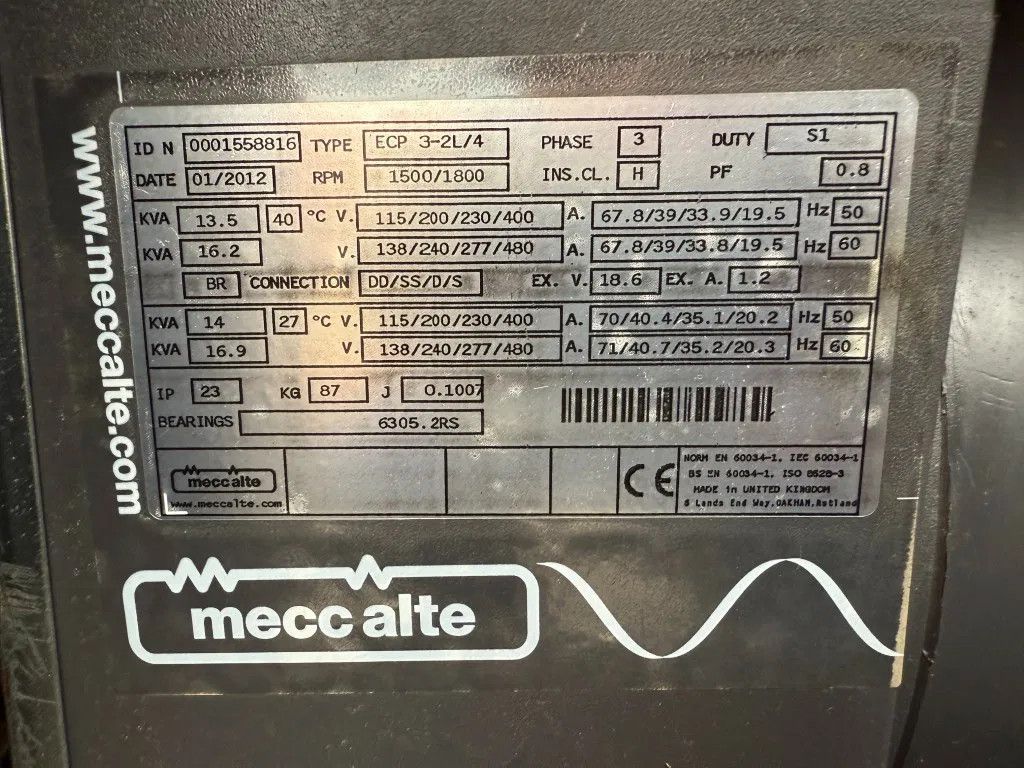 www.meccalte.com
ID N 0001558816 TYPE ECP 3-2L/4 PHASE 3 DUTY S1
DATE 01/2012 RPM 1500/1800 INS.CL. H PF 0.8
KVA 13.5 40 °C V. 115/200/230/400 A. 67.8/39/33.9/19.5 Hz 50
KVA 16.2 V. 138/240/277/480 A. 67.8/39/33.8/19.5 Hz 60
BR CONNECTION DD/SS/D/S EX. V. 18.6 EX. A. 1.2
KVA 14 27 °C V. 115/200/230/400 A. 70/40.4/35.1/20.2 Hz 50
KVA 16.9 V. 138/240/277/480 A. 71/40.7/35.2/20.3 Hz 60
IP 23 KG 87 J 0.1007
BEARINGS 6305.2RS
meccalte
www.meccalte.com
CE
NORM EN 60034-1, IEC 60034-1
BS EN 60034-1, ISO 8528-3
MADE in UNITED KINGDOM
6 Lands End Way, OAKHAM, Rutland
mecc alte